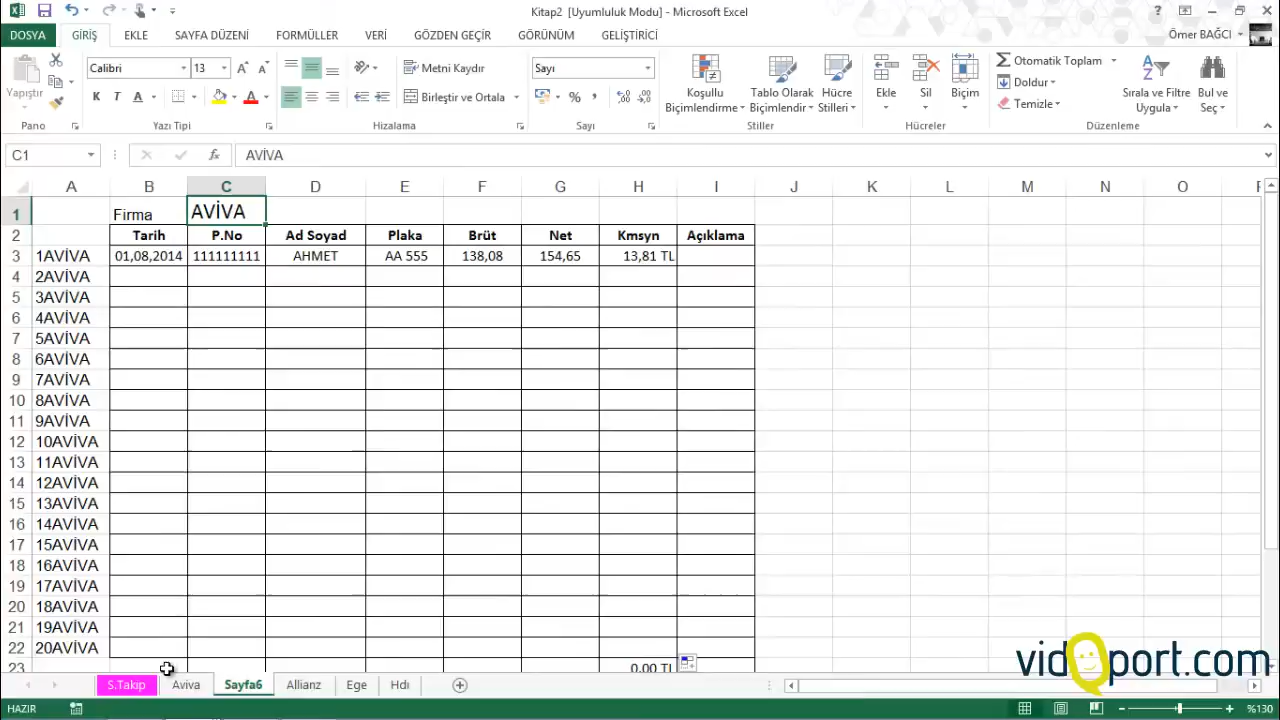 Kitap2 [Uyumluluk Modu] - Microsoft Excel
DOSYA GİRİŞ EKLE SAYFA DÜZENİ FORMÜLLER VERİ GÖZDEN GEÇİR GÖRÜNÜM GELİŞTİRİCİ Ömer BAĞCI
Yapıştır Calibri 13 Metni Kaydır Sayı Koşullu Biçimlendirme Tablo Olarak Biçimlendir Hücre Stilleri Ekle Sil Biçim Otomatik Toplam
K T A Birleştir ve Ortala Doldur Sırala ve Filtre Uygula Bul ve Seç
Temizle
Pano Yazı Tipi Hizalama Sayı Stiller Hücreler Düzenleme
C1 fx AVİVA
A B C D E F G H I J K L M N O
1 Firma AVİVA
2 Tarih P.No Ad Soyad Plaka Brüt Net Kmsyn Açıklama
3 1AVİVA 01,08,2014 111111111 AHMET AA 555 138,08 154,65 13,81 TL
4 2AVİVA
5 3AVİVA
6 4AVİVA
7 5AVİVA
8 6AVİVA
9 7AVİVA
10 8AVİVA
11 9AVİVA
12 10AVİVA
13 11AVİVA
14 12AVİVA
15 13AVİVA
16 14AVİVA
17 15AVİVA
18 16AVİVA
19 17AVİVA
20 18AVİVA
21 19AVİVA
22 20AVİVA
23 0,00 TL
vidoport.com
S.Takip Aviva Sayfa6 Allianz Ege Hdı
HAZIR %130